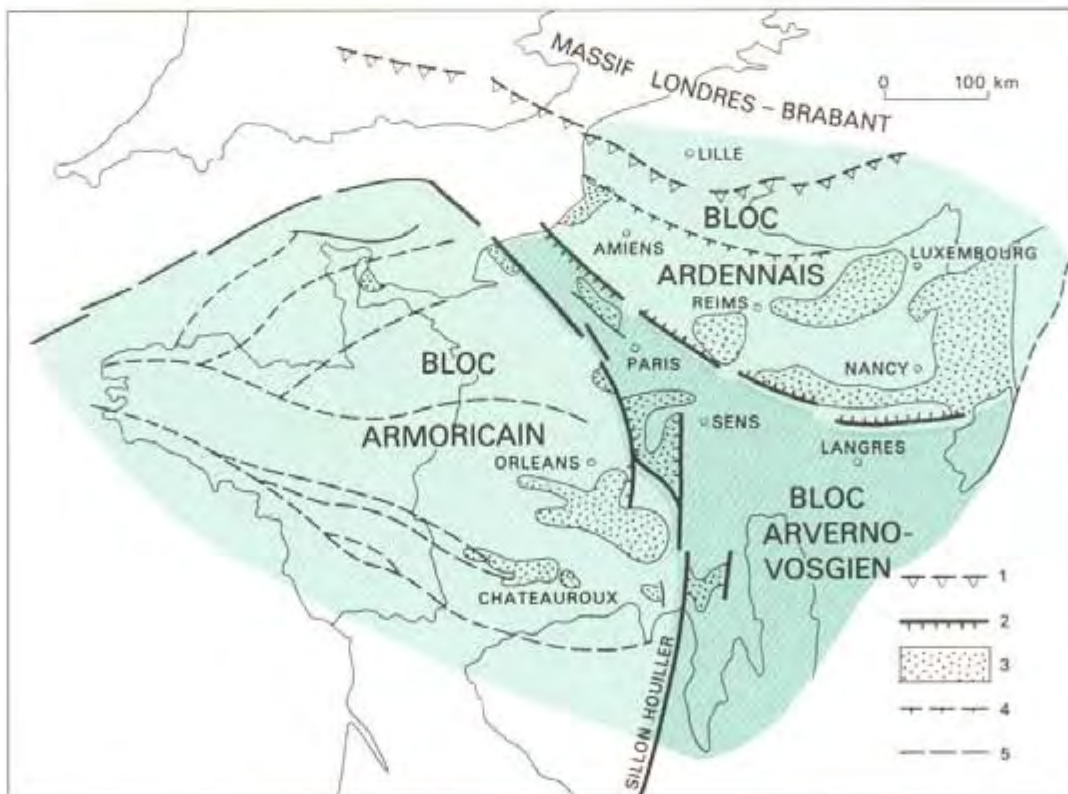 MASSIF LONDRES - BRABANT
0 100 km
LILLE
BLOC
AMIENS
LUXEMBOURG
ARDENNAIS
REIMS
PARIS
BLOC
NANCY
SENS
ARMORICAIN
LANGRES
ORLEANS
BLOC
ARVERNO-
VOSGIEN
CHATEAUROUX
SILLON HOUILLER
1
2
3
4
5